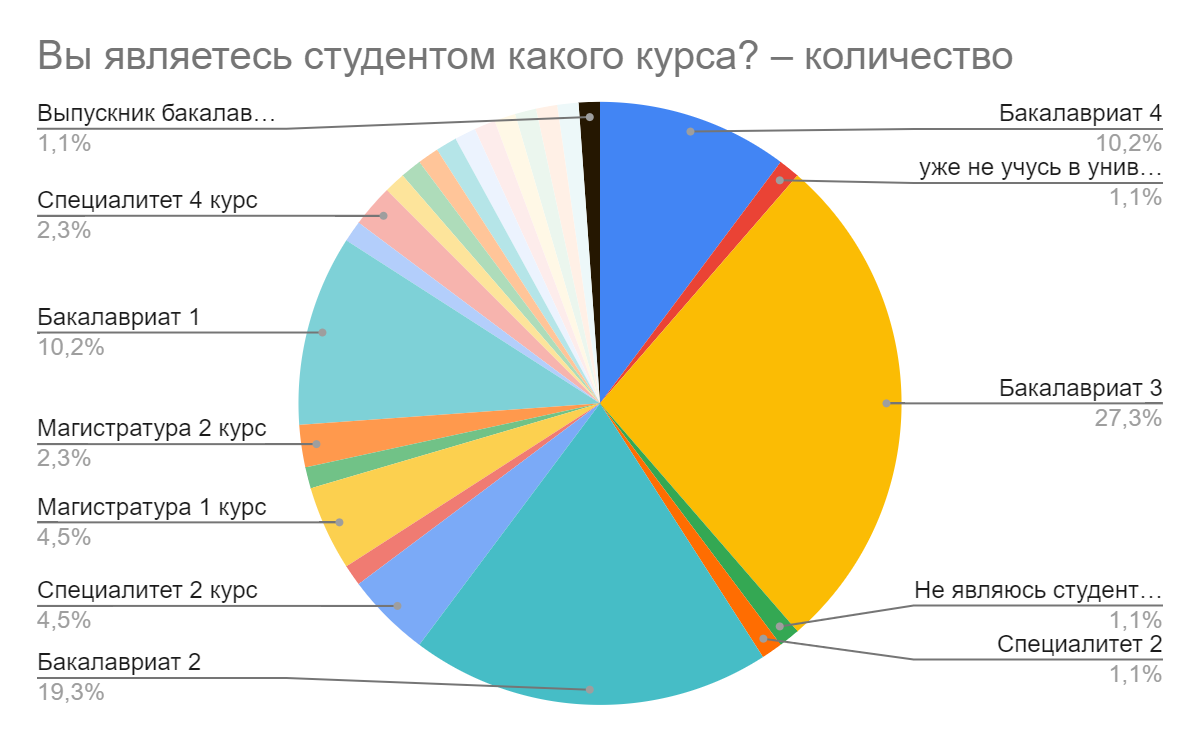 Вы являетесь студентом какого курса? – количество
Выпускник бакалав…
1,1%
Специалитет 4 курс
2,3%
Бакалавриат 1
10,2%
Магистратура 2 курс
2,3%
Магистратура 1 курс
4,5%
Специалитет 2 курс
4,5%
Бакалавриат 2
19,3%
Бакалавриат 4
10,2%
уже не учусь в унив…
1,1%
Бакалавриат 3
27,3%
Не являюсь студент…
1,1%
Специалитет 2
1,1%